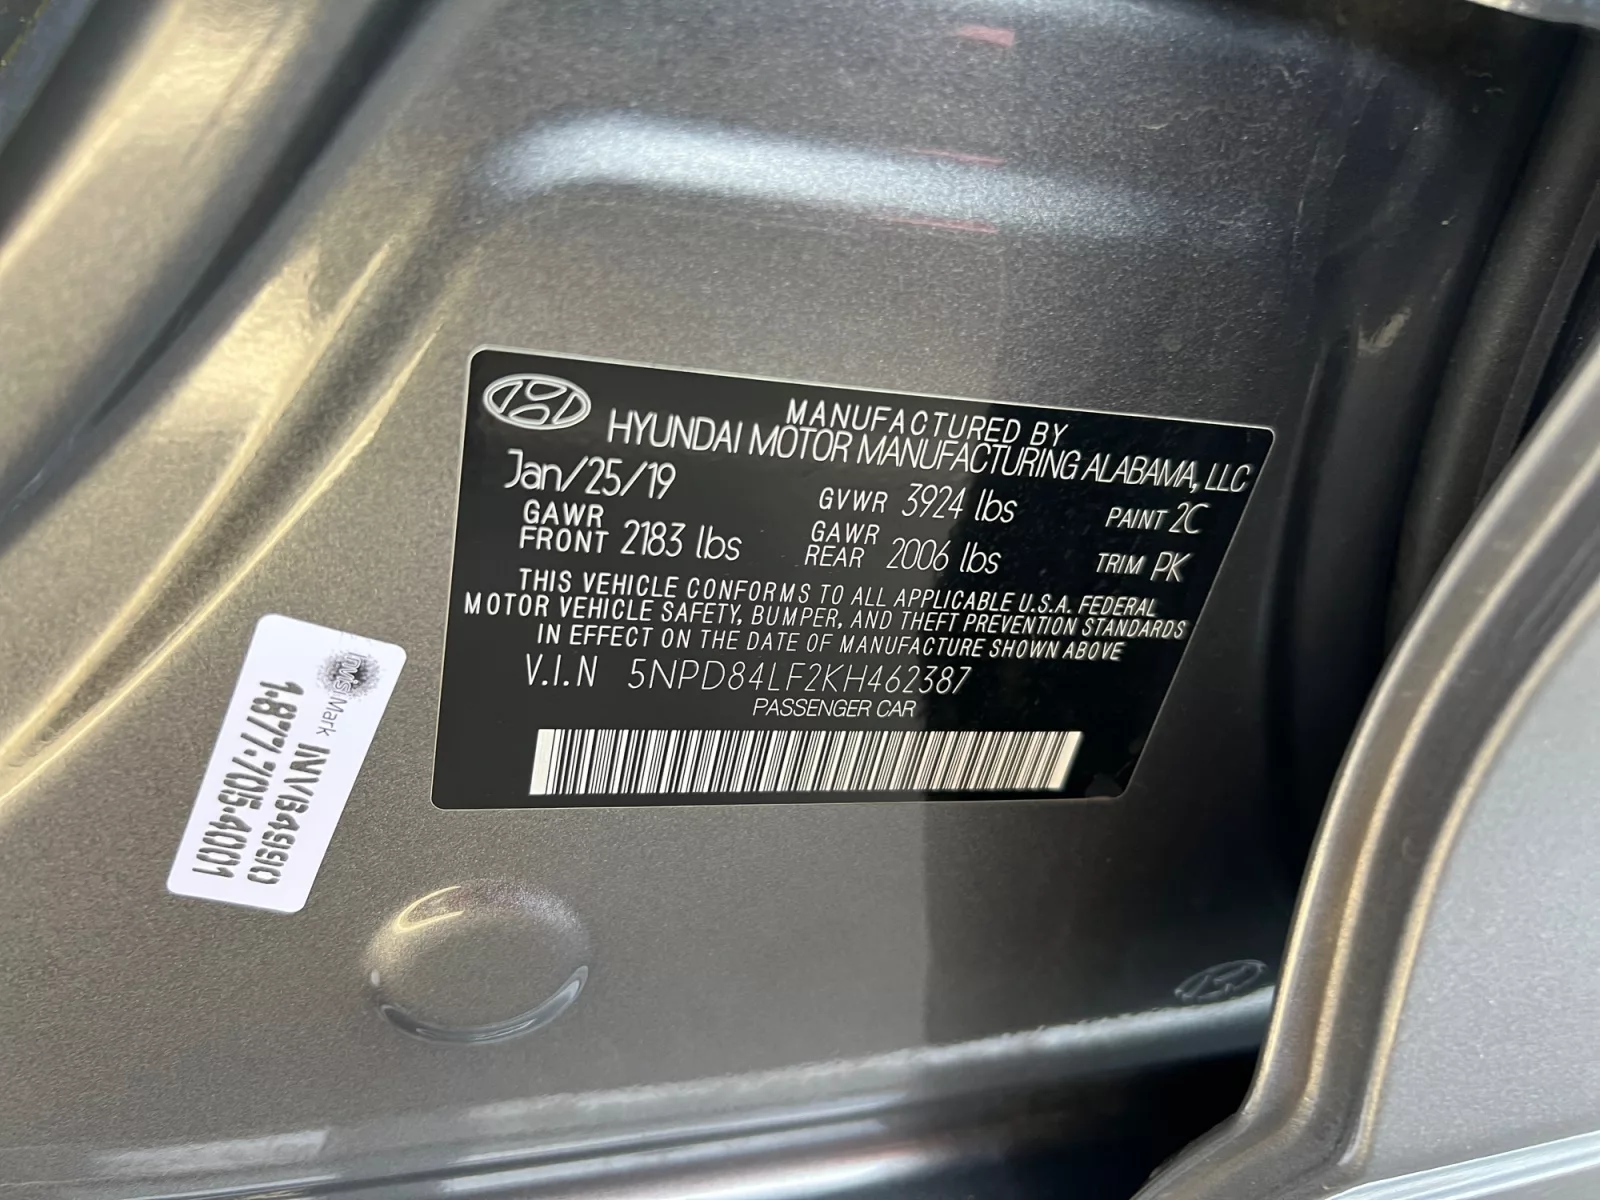 MANUFACTURED BY
HYUNDAI MOTOR MANUFACTURING ALABAMA, LLC
Jan/25/19
GVWR 3924 lbs
PAINT 2C
GAWR
FRONT 2183 lbs
GAWR
REAR 2006 lbs
TRIM PK
THIS VEHICLE CONFORMS TO ALL APPLICABLE U.S.A. FEDERAL
MOTOR VEHICLE SAFETY, BUMPER, AND THEFT PREVENTION STANDARDS
IN EFFECT ON THE DATE OF MANUFACTURE SHOWN ABOVE
V.I.N 5NPD84LF2KH462387
PASSENGER CAR
InvisiMark
INVB4990
1.877.705.4001